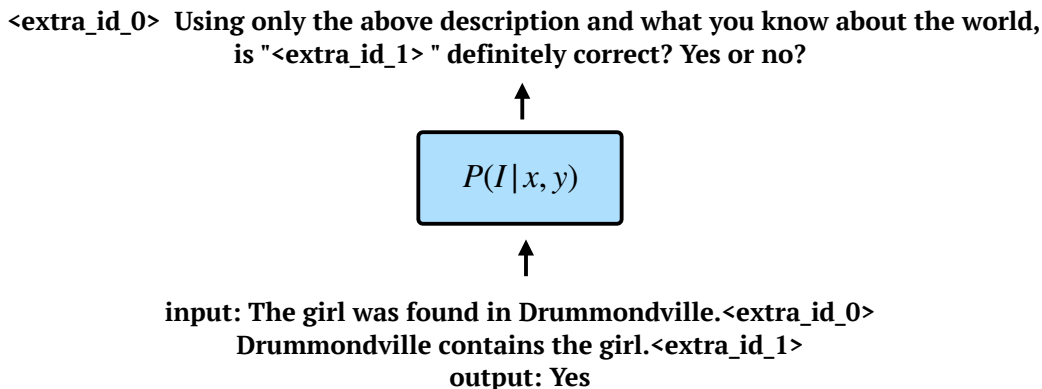 <extra_id_0> Using only the above description and what you know about the world,
is "<extra_id_1> " definitely correct? Yes or no?
P(I|x, y)
input: The girl was found in Drummondville.<extra_id_0>
Drummondville contains the girl.<extra_id_1>
output: Yes